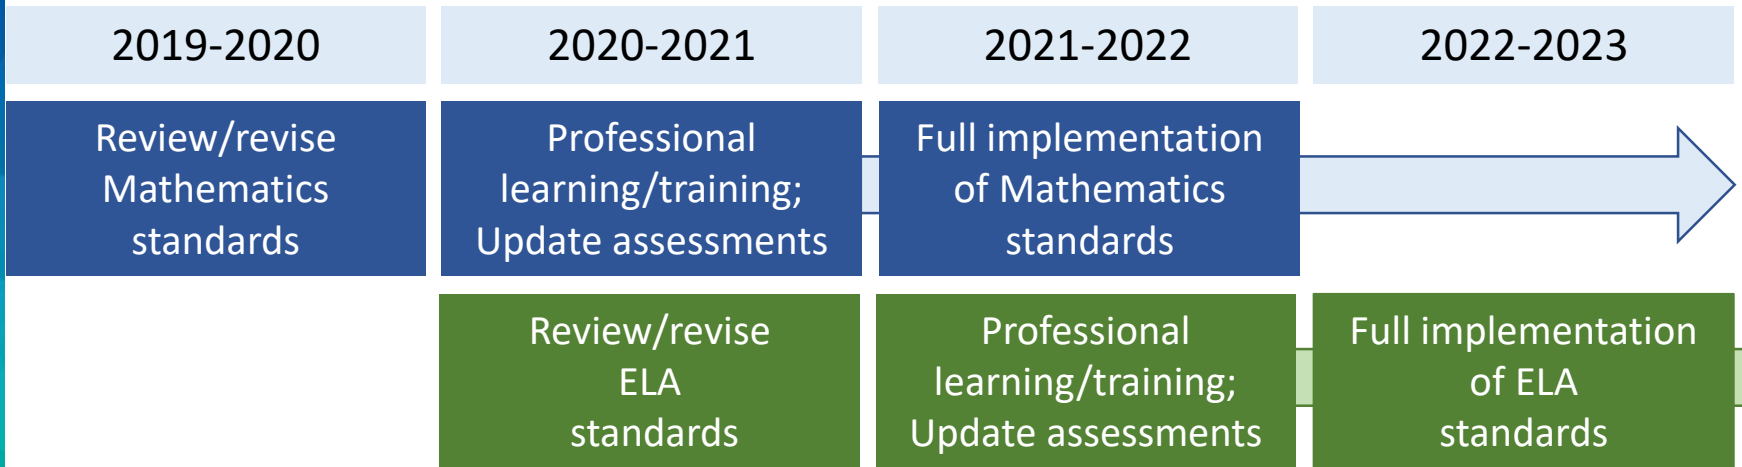 2019-2020
2020-2021
2021-2022
2022-2023
Review/revise
Mathematics
standards
Professional
learning/training;
Update assessments
Full implementation
of Mathematics
standards
Review/revise
ELA
standards
Professional
learning/training;
Update assessments
Full implementation
of ELA
standards